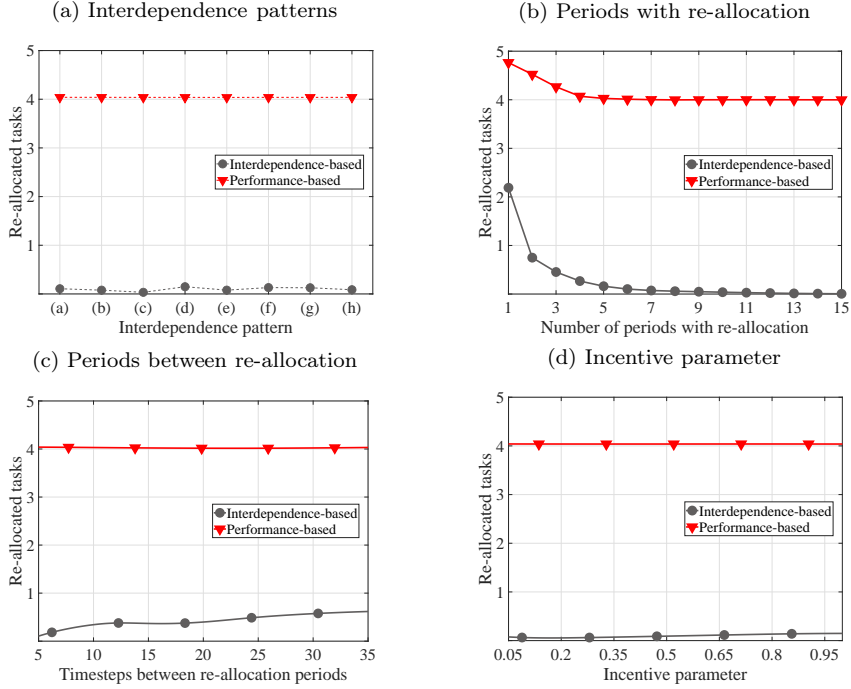 (a) Interdependence patterns
5
4
3
2
1
Re-allocated tasks
Interdependence-based
Performance-based
(a) (b) (c) (d) (e) (f) (g) (h)
Interdependence pattern
(b) Periods with re-allocation
5
4
3
2
1
Re-allocated tasks
Interdependence-based
Performance-based
1 3 5 7 9 11 13 15
Number of periods with re-allocation
(c) Periods between re-allocation
5
4
3
2
1
Re-allocated tasks
Interdependence-based
Performance-based
5 10 15 20 25 30 35
Timesteps between re-allocation periods
(d) Incentive parameter
5
4
3
2
1
Re-allocated tasks
Interdependence-based
Performance-based
0.05 0.2 0.35 0.5 0.65 0.8 0.95
Incentive parameter